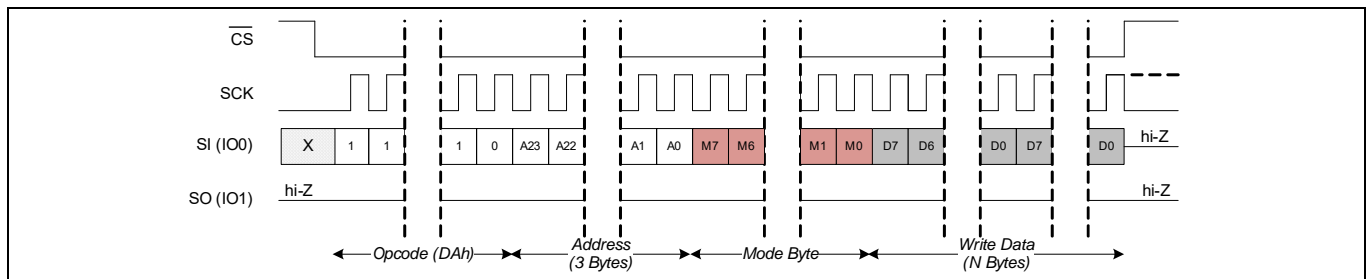 CS
SCK
SI (IO0) X 1 1 1 0 A23 A22 A1 A0 M7 M6 M1 M0 D7 D6 D0 D7 D0 hi-Z
hi-Z hi-Z
SO (IO1)
Opcode (DAh) Address Mode Byte Write Data
(3 Bytes) (N Bytes)